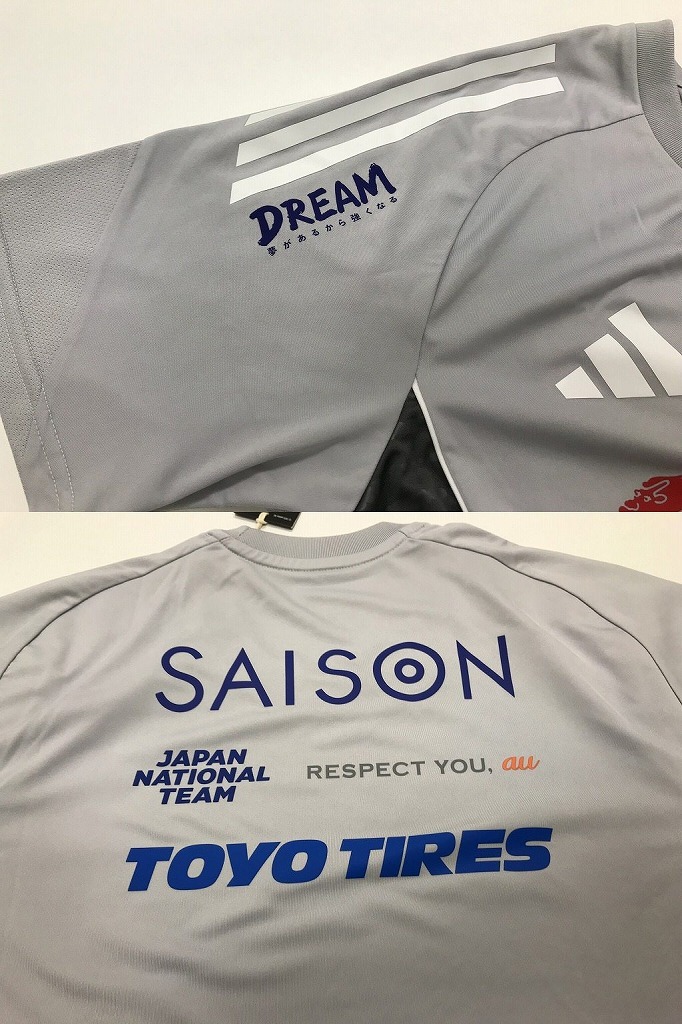 DREAM
夢があるから強くなる
SAISON
JAPAN
NATIONAL
TEAM
RESPECT YOU, au
TOYO TIRES